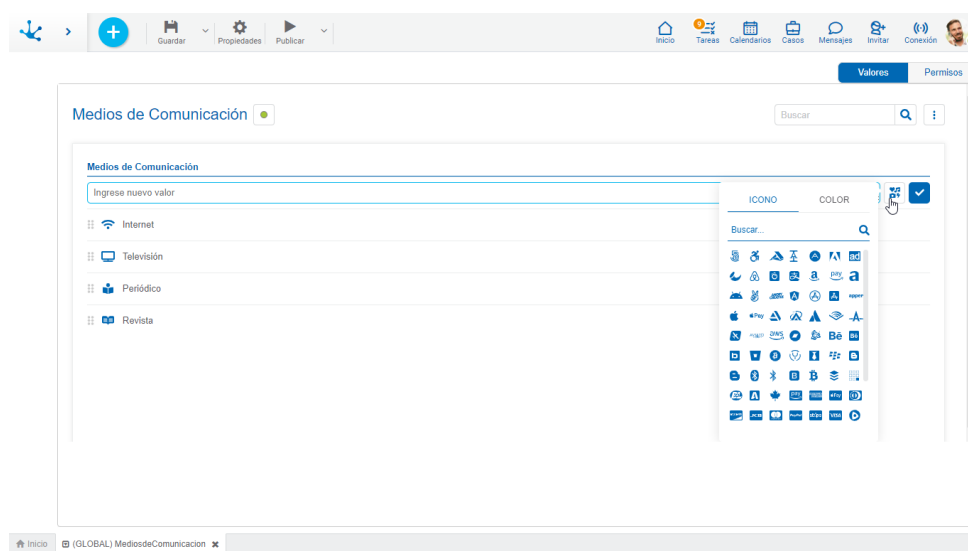 Guardar
Propiedades
Publicar
Inicio
9
Tareas
Calendarios
Casos
Mensajes
Invitar
Conexión
Valores
Permisos
Medios de Comunicación
Buscar
Medios de Comunicación
Ingrese nuevo valor
ICONO
COLOR
Buscar...
Internet
Televisión
Periódico
Revista
Inicio
(GLOBAL) MediosdeComunicacion